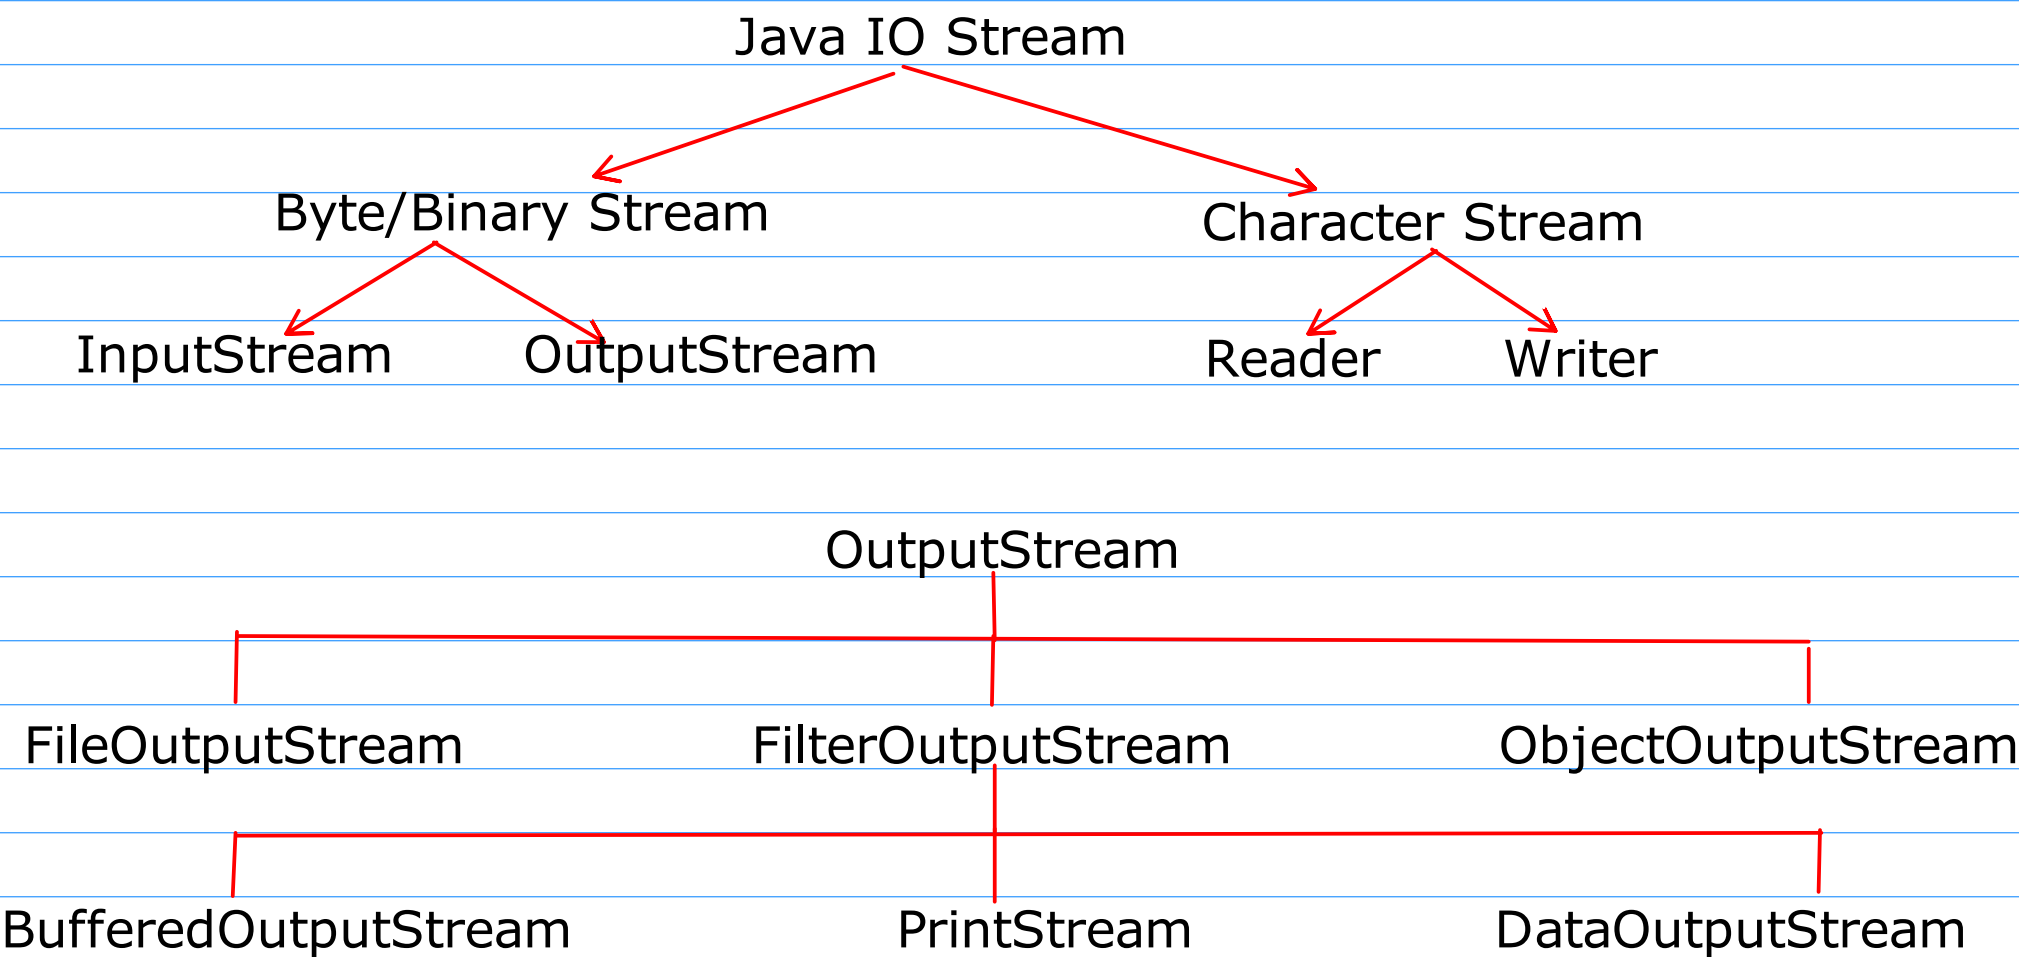 Java IO Stream
Byte/Binary Stream
Character Stream
InputStream
OutputStream
Reader
Writer
OutputStream
FileOutputStream
FilterOutputStream
ObjectOutputStream
BufferedOutputStream
PrintStream
DataOutputStream